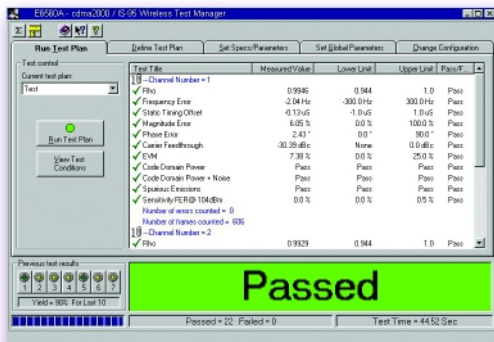 E6560A - cdma2000 / IS-95 Wireless Test Manager
Run Test Plan
Define Test Plan
Set Specs/Parameters
Set Global Parameters
Change Configuration
Test control
Current test plan:
Test
Run Test Plan
View Test
Conditions
Test Title Measured Value Lower Limit Upper Limit Pass/F...
--Channel Number = 1
Rho 0.9946 0.944 1.0 Pass
Frequency Error -2.04 Hz -300.0 Hz 300.0 Hz Pass
Static Timing Offset -0.13 uS -1.0 uS 1.0 uS Pass
Magnitude Error 6.05 % 0.0 % 100.0 % Pass
Phase Error 2.43 ° 0.0 ° 90.0 ° Pass
Carrier Feedthrough -30.39 dBc None 0.0 dBc Pass
EVM 7.38 % 0.0 % 25.0 % Pass
Code Domain Power Pass Pass Pass Pass
Code Domain Power + Noise Pass Pass Pass Pass
Spurious Emissions Pass Pass Pass Pass
Sensitivity FER@-104dBm 0.0 % 0.0 % 0.5 % Pass
Number of errors counted = 0
Number of frames counted = 606
--Channel Number = 2
Rho 0.9929 0.944 1.0 Pass
Previous test results
1 2 3 4 5 6 7
Yield = 90% For Last 10
Passed
Passed = 22 Failed = 0
Test Time = 44.52 Sec